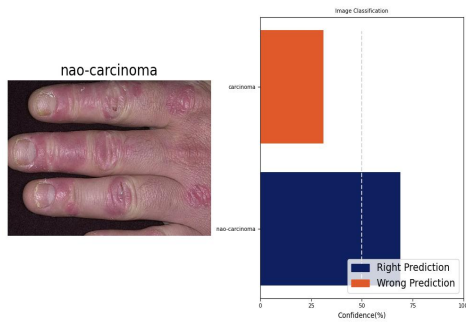 Image Classification
nao-carcinoma
carcinoma
nao-carcinoma
Right Prediction
Wrong Prediction
0
25
50
75
Confidence(%)